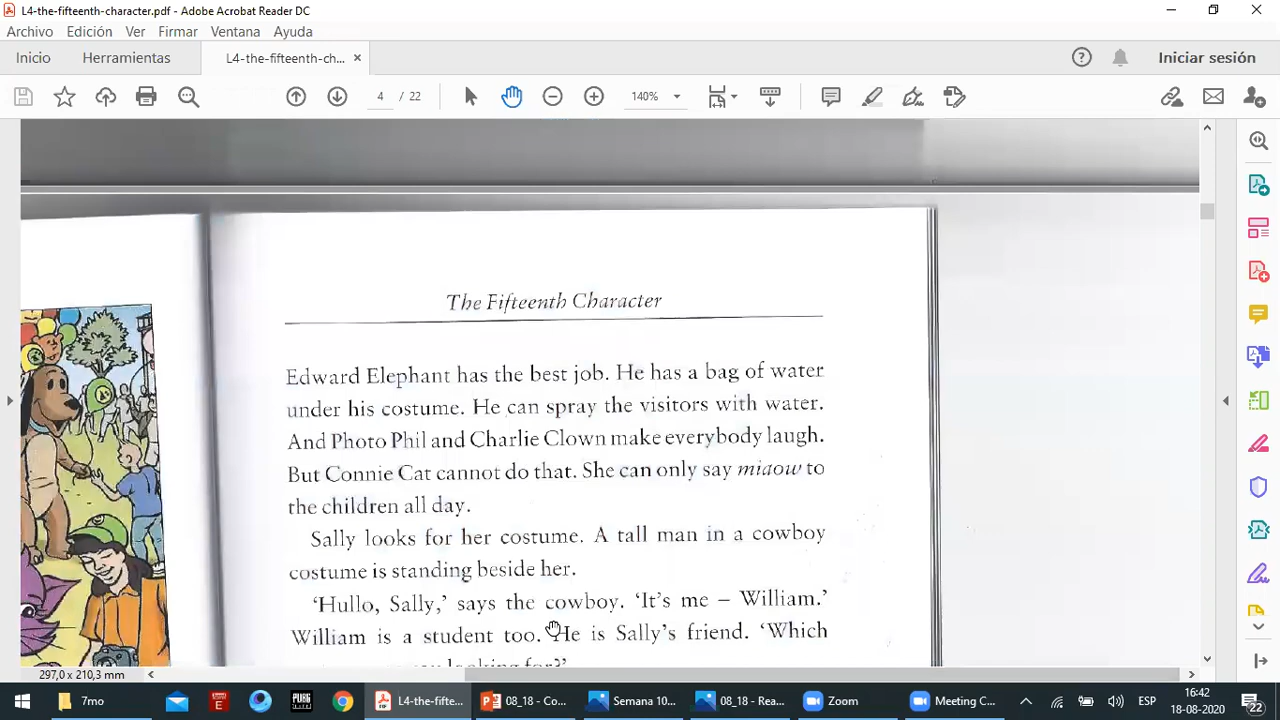 L4-the-fifteenth-character.pdf - Adobe Acrobat Reader DC
Archivo Edición Ver Firmar Ventana Ayuda
Inicio Herramientas L4-the-fifteenth-ch... Iniciar sesión
4 / 22 140%
The Fifteenth Character
Edward Elephant has the best job. He has a bag of water
under his costume. He can spray the visitors with water.
And Photo Phil and Charlie Clown make everybody laugh.
But Connie Cat cannot do that. She can only say miaow to
the children all day.
Sally looks for her costume. A tall man in a cowboy
costume is standing beside her.
‘Hullo, Sally,’ says the cowboy. ‘It’s me – William.’
William is a student too. He is Sally’s friend. ‘Which
looking for?’
297,0 x 210,3 mm
7mo L4-the-fiftee... 08_18 - Co... Semana 10... 08_18 - Rea... Zoom Meeting C... ESP 16:42
18-08-2020 22